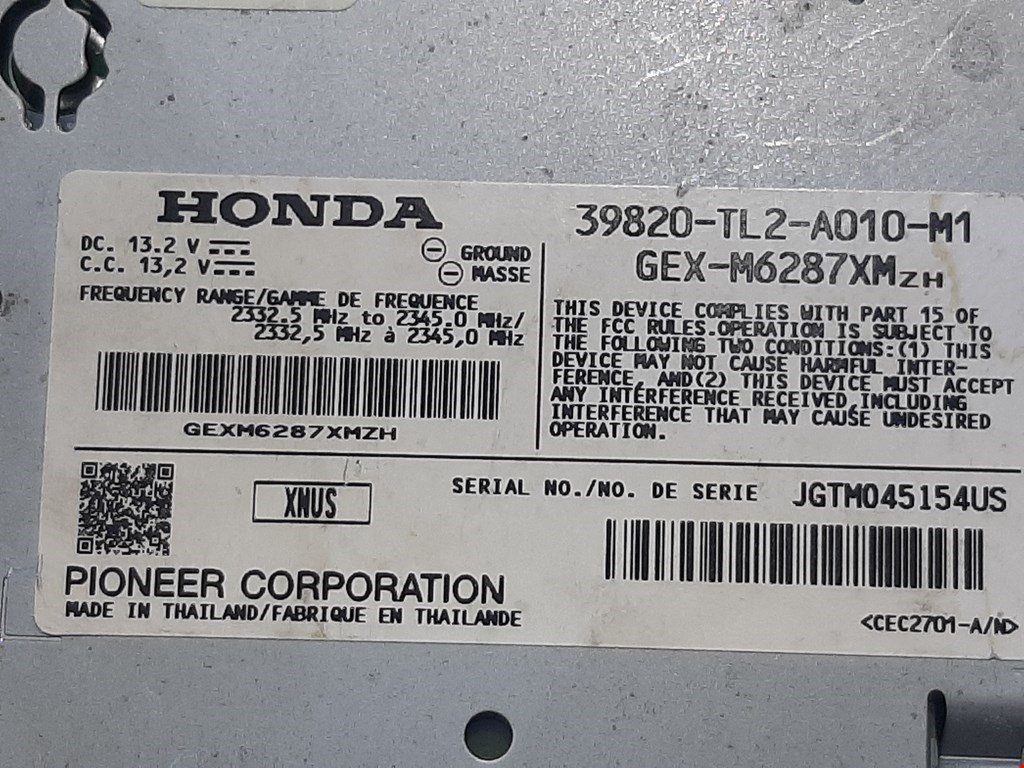 HONDA
DC. 13.2 V
C.C. 13,2 V
GROUND
MASSE
FREQUENCY RANGE/GAMME DE FREQUENCE
2332.5 MHz to 2345.0 MHz/
2332,5 MHz à 2345,0 MHz
GEXM6287XMZH
39820-TL2-A010-M1
GEX-M6287XMZH
THIS DEVICE COMPLIES WITH PART 15 OF
THE FCC RULES.OPERATION IS SUBJECT TO
THE FOLLOWING TWO CONDITIONS:(1) THIS
DEVICE MAY NOT CAUSE HARMFUL INTER-
FERENCE, AND(2) THIS DEVICE MUST ACCEPT
ANY INTERFERENCE RECEIVED,INCLUDING
INTERFERENCE THAT MAY CAUSE UNDESIRED
OPERATION.
XNUS
SERIAL NO./NO. DE SERIE JGTM045154US
PIONEER CORPORATION
MADE IN THAILAND/FABRIQUE EN THAILANDE
<CEC2701-A/N>